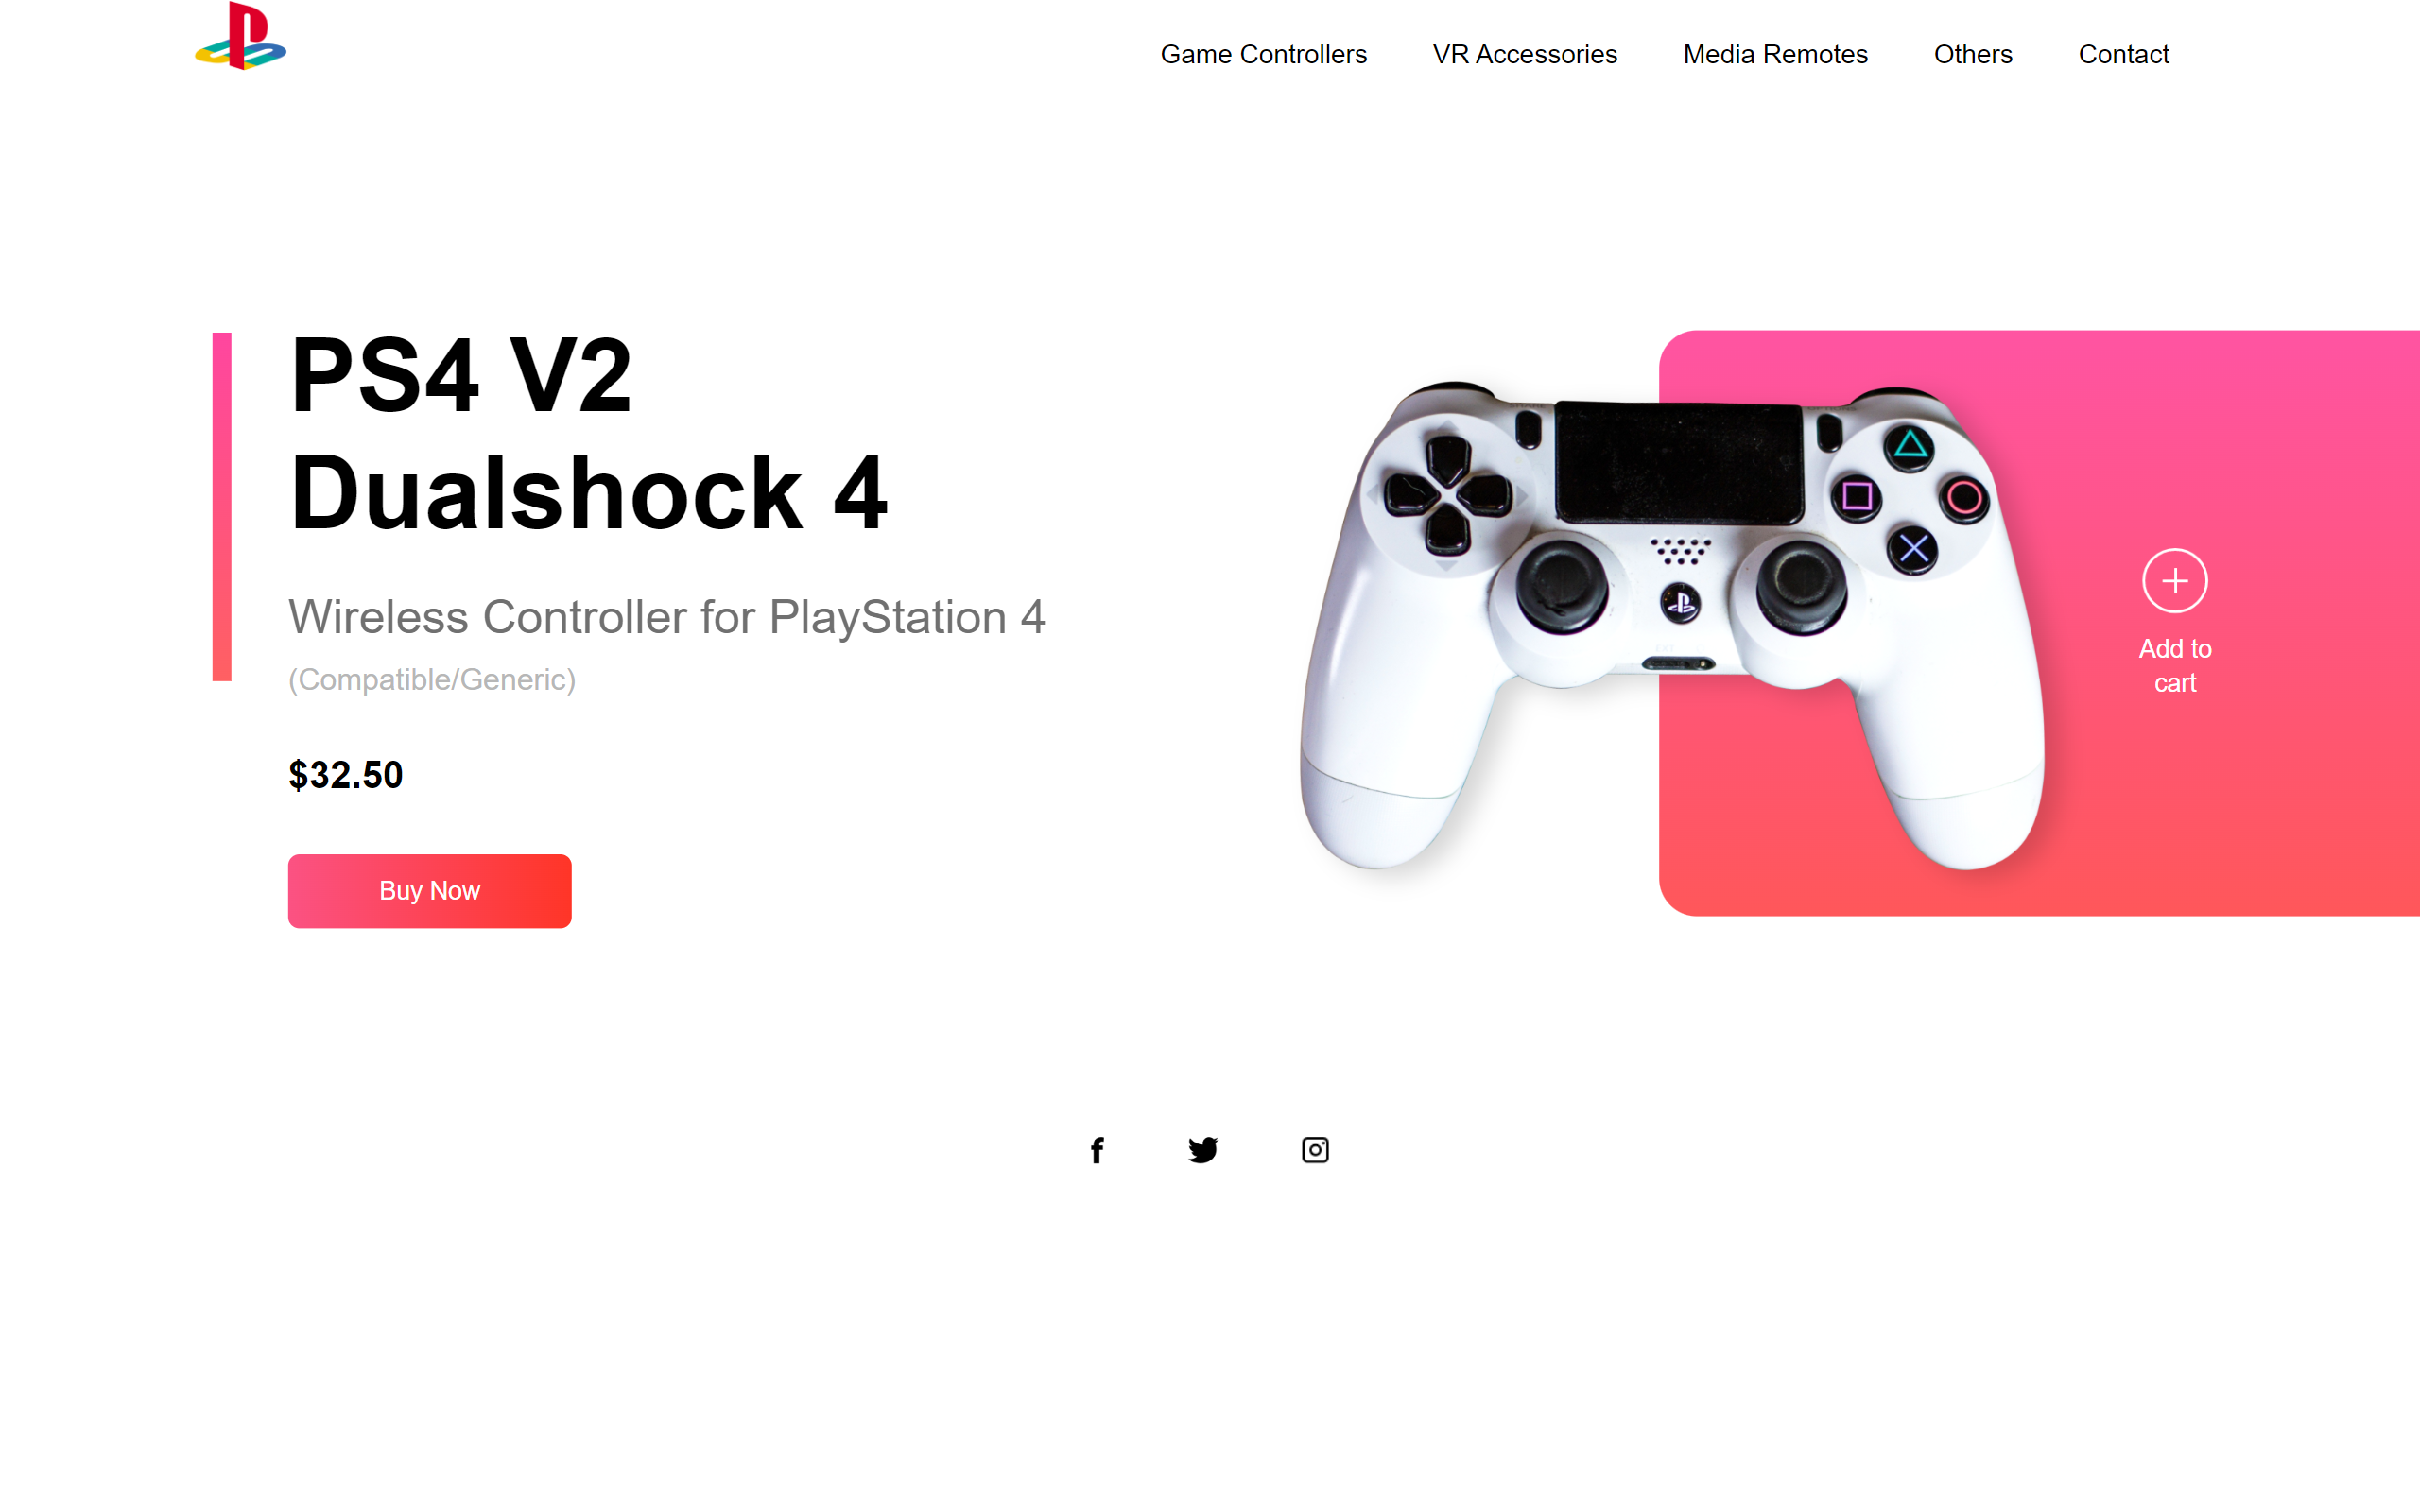 Game Controllers VR Accessories Media Remotes Others Contact
PS4 V2
Dualshock 4
Wireless Controller for PlayStation 4
(Compatible/Generic)
$32.50
Buy Now
Add to
cart